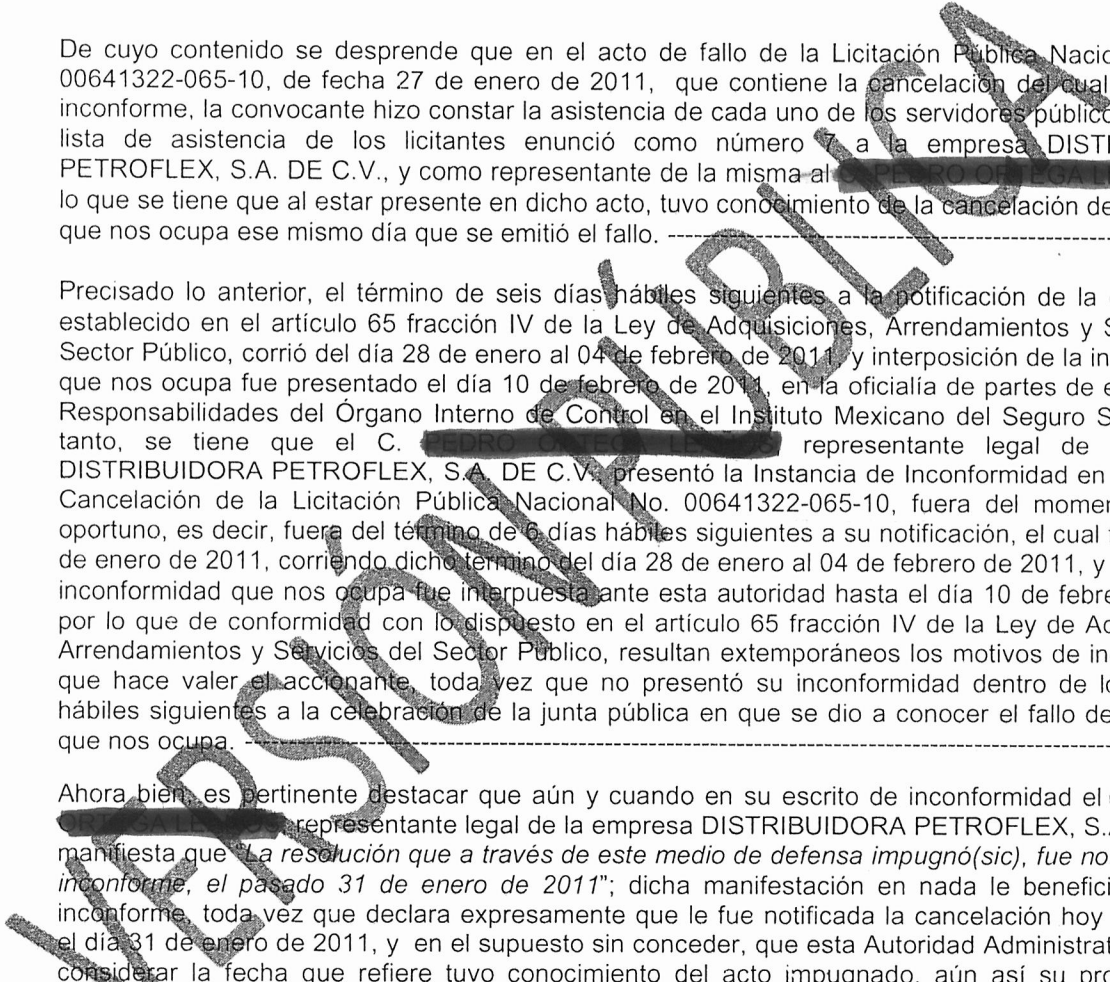 De cuyo contenido se desprende que en el acto de fallo de la Licitación Pública Nacio
00641322-065-10, de fecha 27 de enero de 2011, que contiene la cancelación del cual
inconforme, la convocante hizo constar la asistencia de cada uno de los servidores público
lista de asistencia de los licitantes enunció como número 7 a la empresa DISTI
PETROFLEX, S.A. DE C.V., y como representante de la misma al
lo que se tiene que al estar presente en dicho acto, tuvo conocimiento de la cancelación de
que nos ocupa ese mismo día que se emitió el fallo. ---
Precisado lo anterior, el término de seis días hábiles siguientes a la notificación de la
establecido en el artículo 65 fracción IV de la Ley de Adquisiciones, Arrendamientos y S
Sector Público, corrió del día 28 de enero al 04 de febrero de 2011, y interposición de la in
que nos ocupa fue presentado el día 10 de febrero de 2011, en la oficialía de partes de e
Responsabilidades del Órgano Interno de Control en el Instituto Mexicano del Seguro S
tanto, se tiene que el C. representante legal de
DISTRIBUIDORA PETROFLEX, S.A. DE C.V., presentó la Instancia de Inconformidad en
Cancelación de la Licitación Pública Nacional No. 00641322-065-10, fuera del momen
oportuno, es decir, fuera del término de 6 días hábiles siguientes a su notificación, el cual
de enero de 2011, corriendo dicho término del día 28 de enero al 04 de febrero de 2011, y
inconformidad que nos ocupa fue interpuesta ante esta autoridad hasta el día 10 de febre
por lo que de conformidad con lo dispuesto en el artículo 65 fracción IV de la Ley de Ad
Arrendamientos y Servicios del Sector Público, resultan extemporáneos los motivos de in
que hace valer el accionante, toda vez que no presentó su inconformidad dentro de lo
hábiles siguientes a la celebración de la junta pública en que se dio a conocer el fallo de
que nos ocupa. ---
Ahora bien, es pertinente destacar que aún y cuando en su escrito de inconformidad el
representante legal de la empresa DISTRIBUIDORA PETROFLEX, S.
manifiesta que "La resolución que a través de este medio de defensa impugnó(sic), fue no
inconforme, el pasado 31 de enero de 2011"; dicha manifestación en nada le benefici
inconforme, toda vez que declara expresamente que le fue notificada la cancelación hoy
el día 31 de enero de 2011, y en el supuesto sin conceder, que esta Autoridad Administrat
considerar la fecha que refiere tuvo conocimiento del acto impugnado, aún así su pro
VERSIÓN PÚBLICA